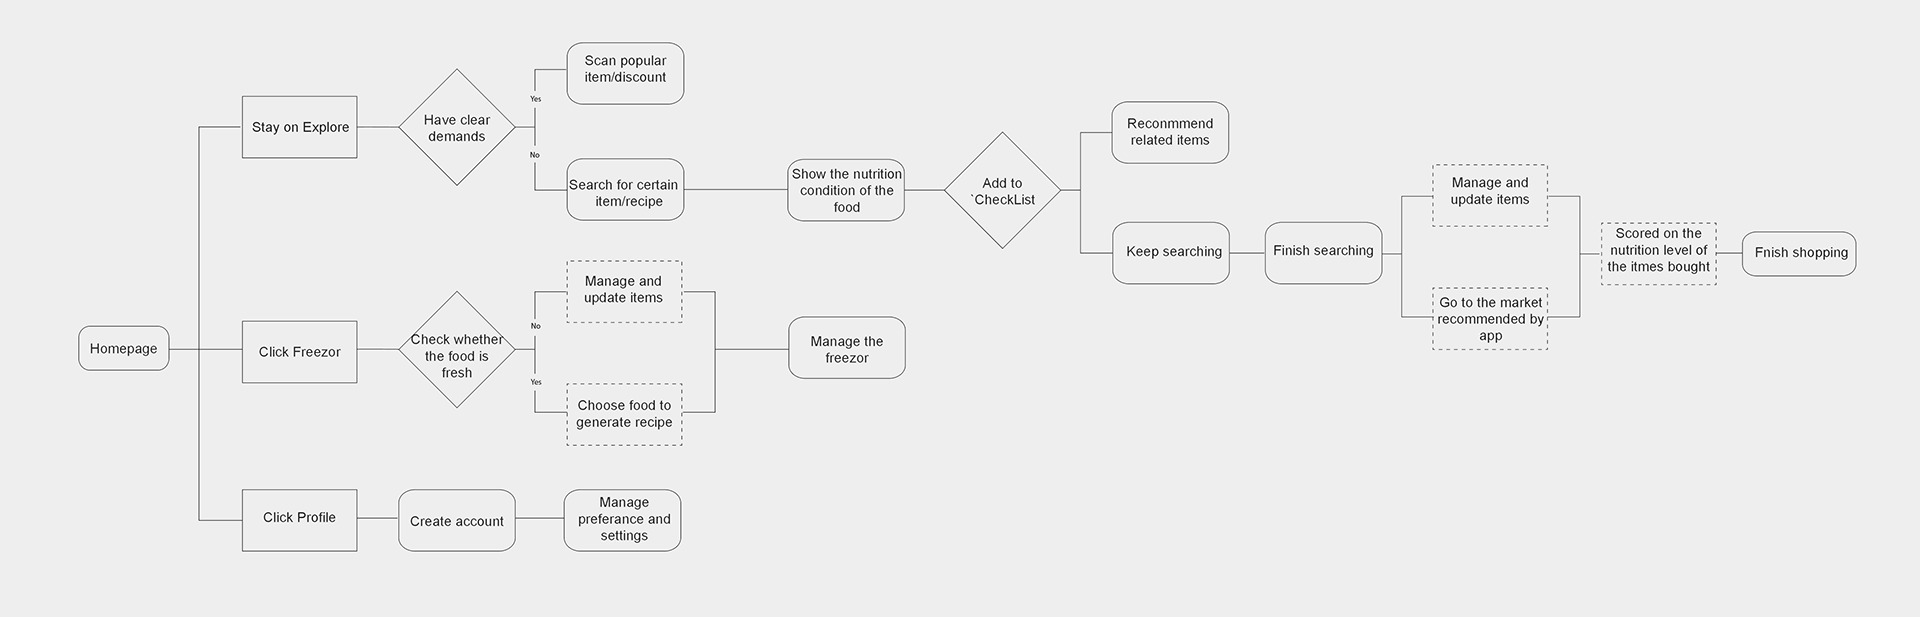 Homepage
Stay on Explore
Have clear
demands
Yes
No
Scan popular
item/discount
Search for certain
item/recipe
Show the nutrition
condition of the
food
Add to
`CheckList
Reconmmend
related items
Keep searching
Finish searching
Manage and
update items
Go to the market
recommended by
app
Scored on the
nutrition level of
the itmes bought
Fnish shopping
Click Freezor
Check whether
the food is
fresh
No
Yes
Manage and
update items
Choose food to
generate recipe
Manage the
freezor
Click Profile
Create account
Manage
preferance and
settings